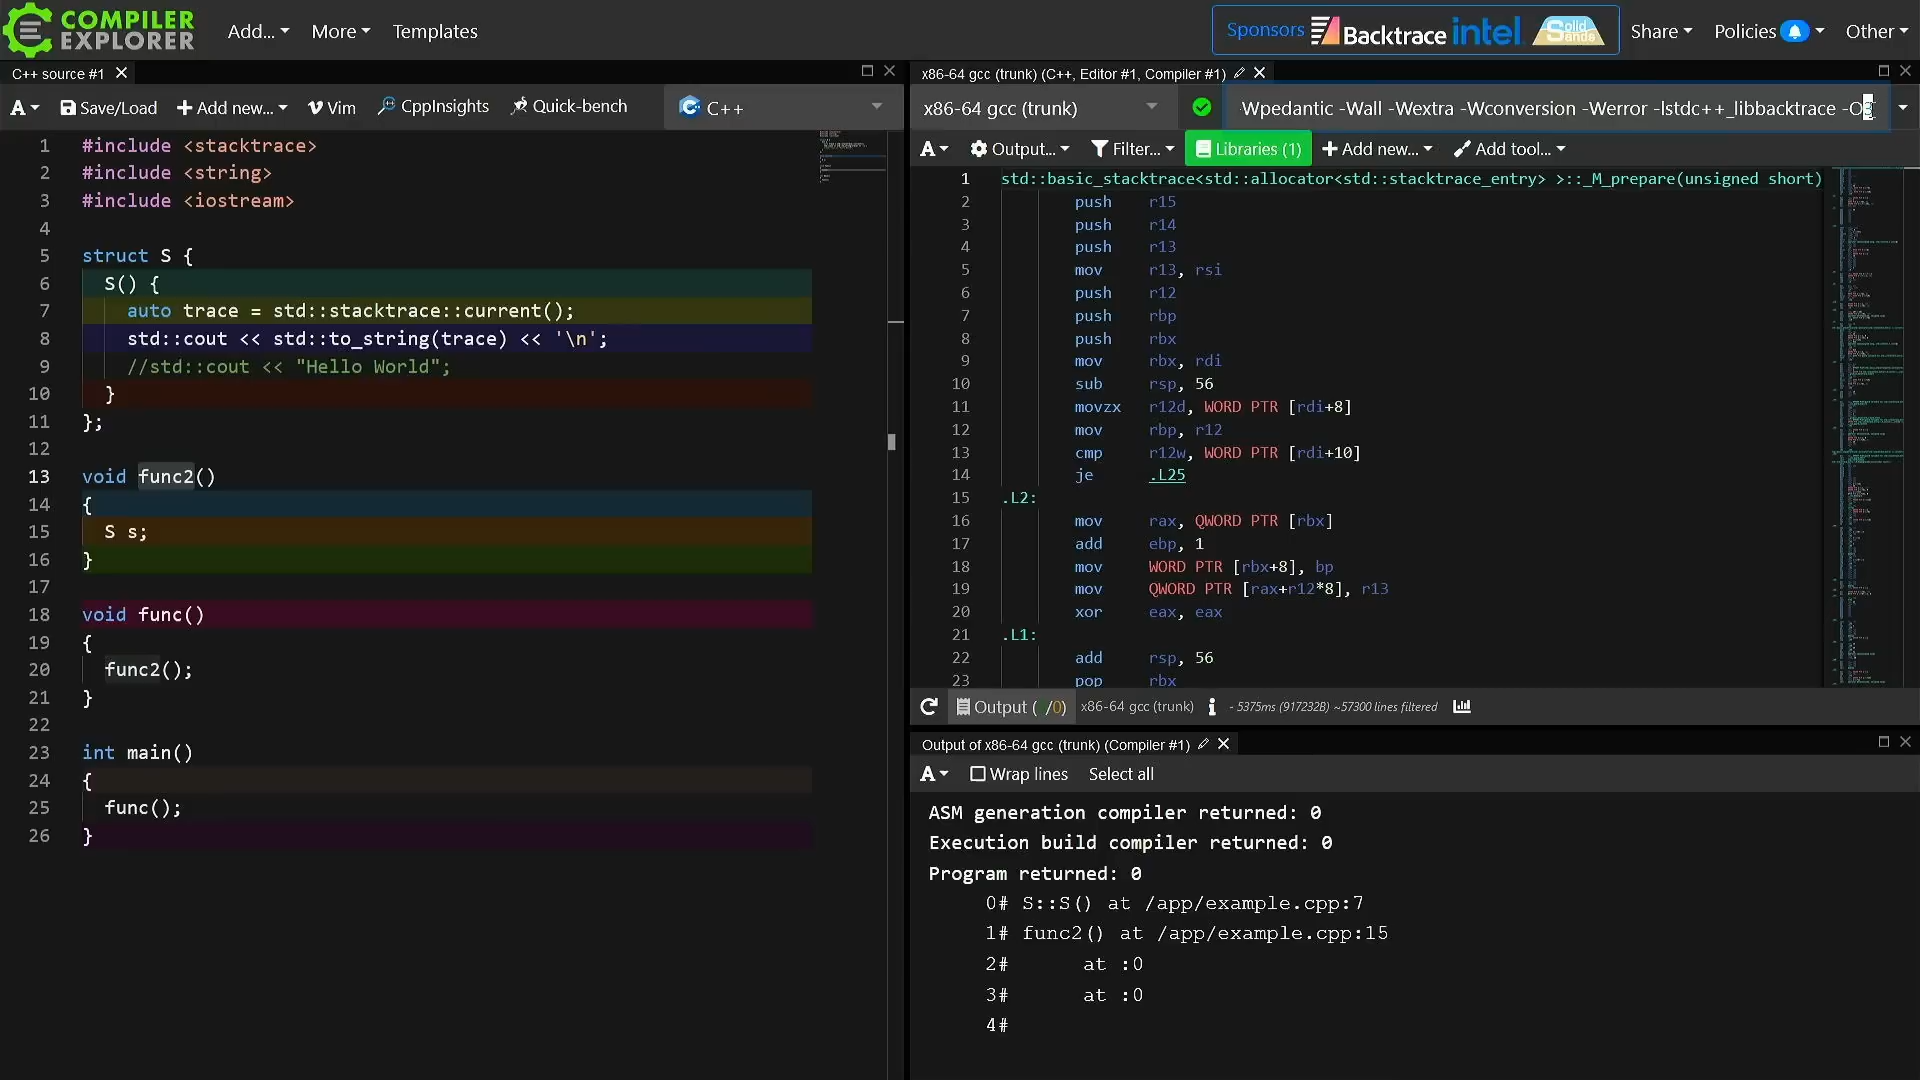 COMPILER
EXPLORER
Add...
More
Templates
Sponsors
Backtrace
intel
Solid
Sands
Share
Policies
Other
C++ source #1
A
Save/Load
Add new...
Vim
CppInsights
Quick-bench
C++
1 #include <stacktrace>
2 #include <string>
3 #include <iostream>
4
5 struct S {
6 S() {
7 auto trace = std::stacktrace::current();
8 std::cout << std::to_string(trace) << '\n';
9 //std::cout << "Hello World";
10 }
11 };
12
13 void func2()
14 {
15 S s;
16 }
17
18 void func()
19 {
20 func2();
21 }
22
23 int main()
24 {
25 func();
26 }
x86-64 gcc (trunk) (C++, Editor #1, Compiler #1)
x86-64 gcc (trunk)
Wpedantic -Wall -Wextra -Wconversion -Werror -lstdc++_libbacktrace -Og
A
Output...
Filter...
Libraries (1)
Add new...
Add tool...
1 std::basic_stacktrace<std::allocator<std::stacktrace_entry> >::_M_prepare(unsigned short)
2 push r15
3 push r14
4 push r13
5 mov r13, rsi
6 push r12
7 push rbp
8 push rbx
9 mov rbx, rdi
10 sub rsp, 56
11 movzx r12d, WORD PTR [rdi+8]
12 mov rbp, r12
13 cmp r12w, WORD PTR [rdi+10]
14 je .L25
15 .L2:
16 mov rax, QWORD PTR [rbx]
17 add ebp, 1
18 mov WORD PTR [rbx+8], bp
19 mov QWORD PTR [rax+r12*8], r13
20 xor eax, eax
21 .L1:
22 add rsp, 56
23 pop rbx
Output ( /0)
x86-64 gcc (trunk)
- 5375ms (917232B) ~57300 lines filtered
Output of x86-64 gcc (trunk) (Compiler #1)
A
Wrap lines
Select all
ASM generation compiler returned: 0
Execution build compiler returned: 0
Program returned: 0
0# S::S() at /app/example.cpp:7
1# func2() at /app/example.cpp:15
2# at :0
3# at :0
4#